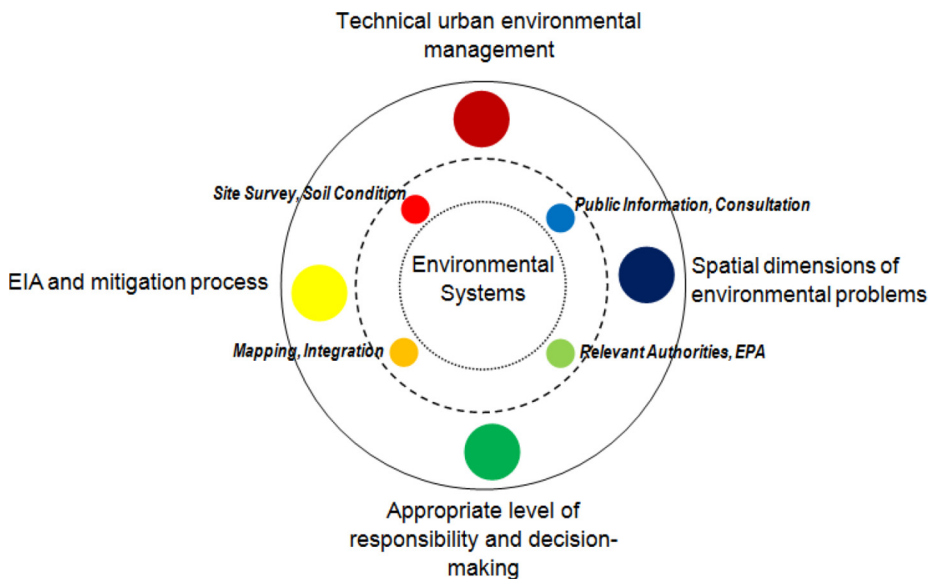 Technical urban environmental
management
Site Survey, Soil Condition
Public Information, Consultation
EIA and mitigation process
Environmental
Systems
Spatial dimensions of
environmental problems
Mapping, Integration
Relevant Authorities, EPA
Appropriate level of
responsibility and decision-
making